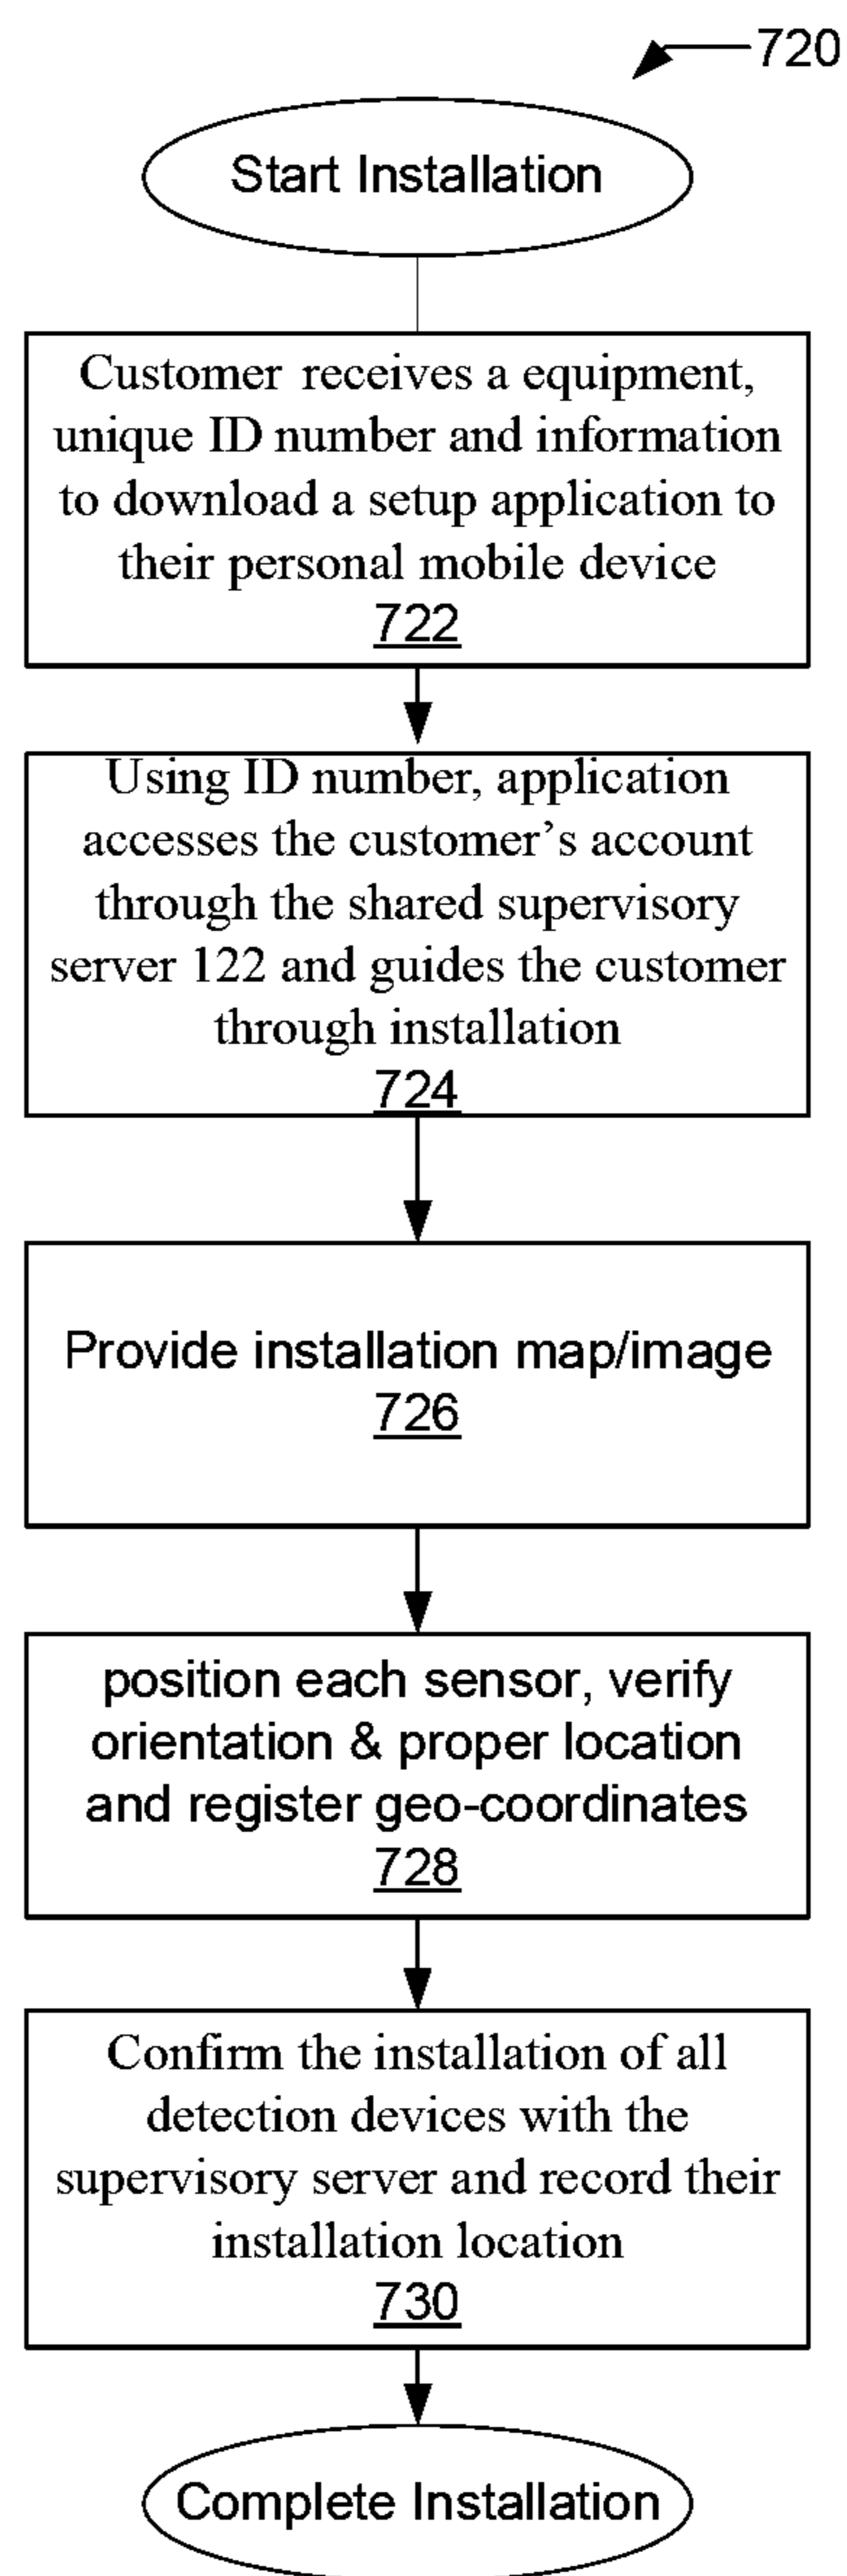 720
Start Installation
Customer receives a equipment,
unique ID number and information
to download a setup application to
their personal mobile device
722
Using ID number, application
accesses the customer’s account
through the shared supervisory
server 122 and guides the customer
through installation
724
Provide installation map/image
726
position each sensor, verify
orientation & proper location
and register geo-coordinates
728
Confirm the installation of all
detection devices with the
supervisory server and record their
installation location
730
Complete Installation